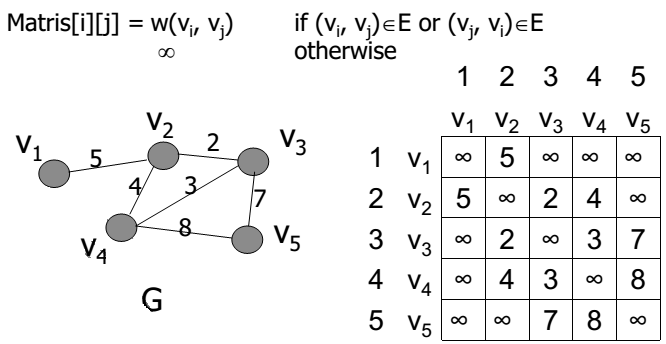 Matris[i][j] = w(vᵢ, vⱼ) if (vᵢ, vⱼ)∈E or (vⱼ, vᵢ)∈E
∞ otherwise
v₁ 5 v₂ 2 v₃
4 3 7
v₄ 8 v₅
G
1 2 3 4 5
v₁ v₂ v₃ v₄ v₅
1 v₁ ∞ 5 ∞ ∞ ∞
2 v₂ 5 ∞ 2 4 ∞
3 v₃ ∞ 2 ∞ 3 7
4 v₄ ∞ 4 3 ∞ 8
5 v₅ ∞ ∞ 7 8 ∞